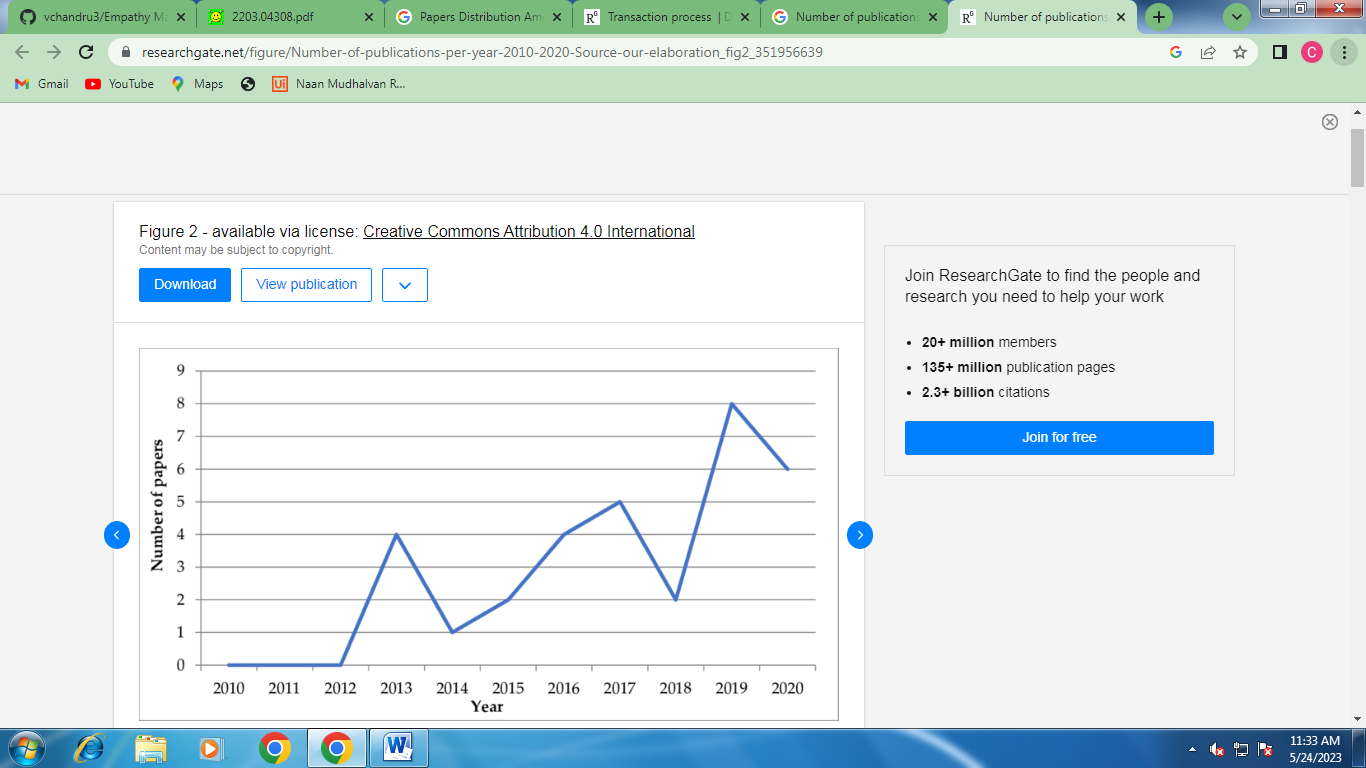 vchandru3/Empathy Ma
2203.04308.pdf
Papers Distribution Am
Transaction process | D
Number of publications
Number of publications
researchgate.net/figure/Number-of-publications-per-year-2010-2020-Source-our-elaboration_fig2_351956639
C
Gmail
YouTube
Maps
Naan Mudhalvan R...
Figure 2 - available via license: Creative Commons Attribution 4.0 International
Content may be subject to copyright.
Download
View publication
Join ResearchGate to find the people and
research you need to help your work
• 20+ million members
• 135+ million publication pages
• 2.3+ billion citations
Join for free
Number of papers
9
8
7
6
5
4
3
2
1
0
2010 2011 2012 2013 2014 2015 2016 2017 2018 2019 2020
Year
11:33 AM
5/24/2023